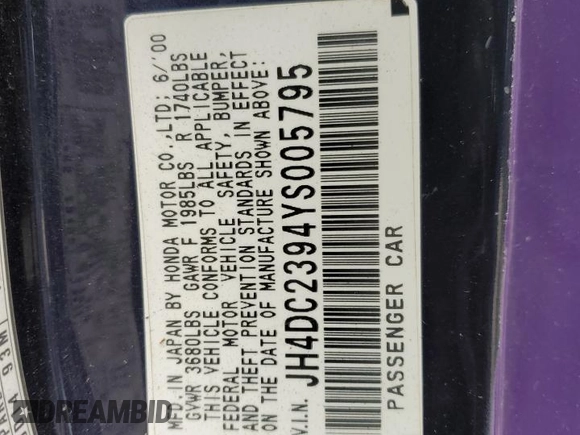 MFD. IN JAPAN BY HONDA MOTOR CO.,LTD; 6/'00
GVWR 3680LBS GAWR F 1985LBS R 1740LBS
THIS VEHICLE CONFORMS TO ALL APPLICABLE
FEDERAL MOTOR VEHICLE SAFETY, BUMPER,
AND THEFT PREVENTION STANDARDS IN EFFECT
ON THE DATE OF MANUFACTURE SHOWN ABOVE:
V.I.N. JH4DC2394YS005795
PASSENGER CAR
93M
DREAMBID